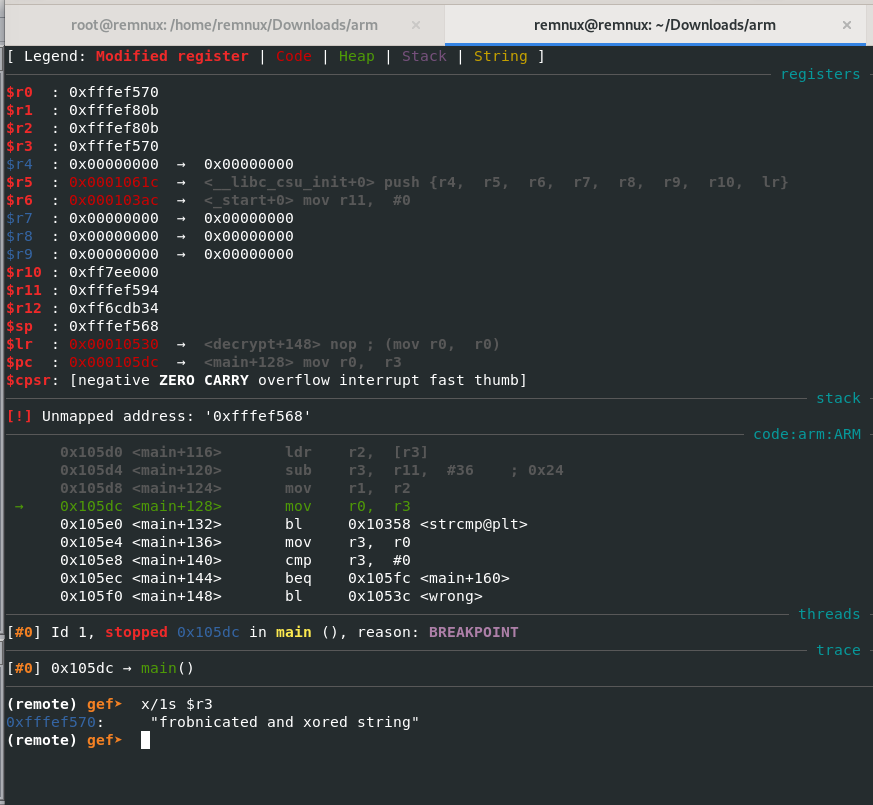 root@remnux: /home/remnux/Downloads/arm ×
remnux@remnux: ~/Downloads/arm ×
[ Legend: Modified register | Code | Heap | Stack | String ]
registers
$r0  : 0xfffef570
$r1  : 0xfffef80b
$r2  : 0xfffef80b
$r3  : 0xfffef570
$r4  : 0x00000000  →  0x00000000
$r5  : 0x0001061c  →  <__libc_csu_init+0> push {r4,  r5,  r6,  r7,  r8,  r9,  r10,  lr}
$r6  : 0x000103ac  →  <_start+0> mov r11,  #0
$r7  : 0x00000000  →  0x00000000
$r8  : 0x00000000  →  0x00000000
$r9  : 0x00000000  →  0x00000000
$r10 : 0xff7ee000
$r11 : 0xfffef594
$r12 : 0xff6cdb34
$sp  : 0xfffef568
$lr  : 0x00010530  →  <decrypt+148> nop ; (mov r0,  r0)
$pc  : 0x000105dc  →  <main+128> mov r0,  r3
$cpsr: [negative ZERO CARRY overflow interrupt fast thumb]
stack
[!] Unmapped address: '0xfffef568'
code:arm:ARM
0x105d0 <main+116>       ldr    r2,  [r3]
0x105d4 <main+120>       sub    r3,  r11,  #36    ; 0x24
0x105d8 <main+124>       mov    r1,  r2
→    0x105dc <main+128>       mov    r0,  r3
0x105e0 <main+132>       bl     0x10358 <strcmp@plt>
0x105e4 <main+136>       mov    r3,  r0
0x105e8 <main+140>       cmp    r3,  #0
0x105ec <main+144>       beq    0x105fc <main+160>
0x105f0 <main+148>       bl     0x1053c <wrong>
threads
[#0] Id 1, stopped 0x105dc in main (), reason: BREAKPOINT
trace
[#0] 0x105dc → main()
(remote) gef➤  x/1s $r3
0xfffef570:     "frobnicated and xored string"
(remote) gef➤